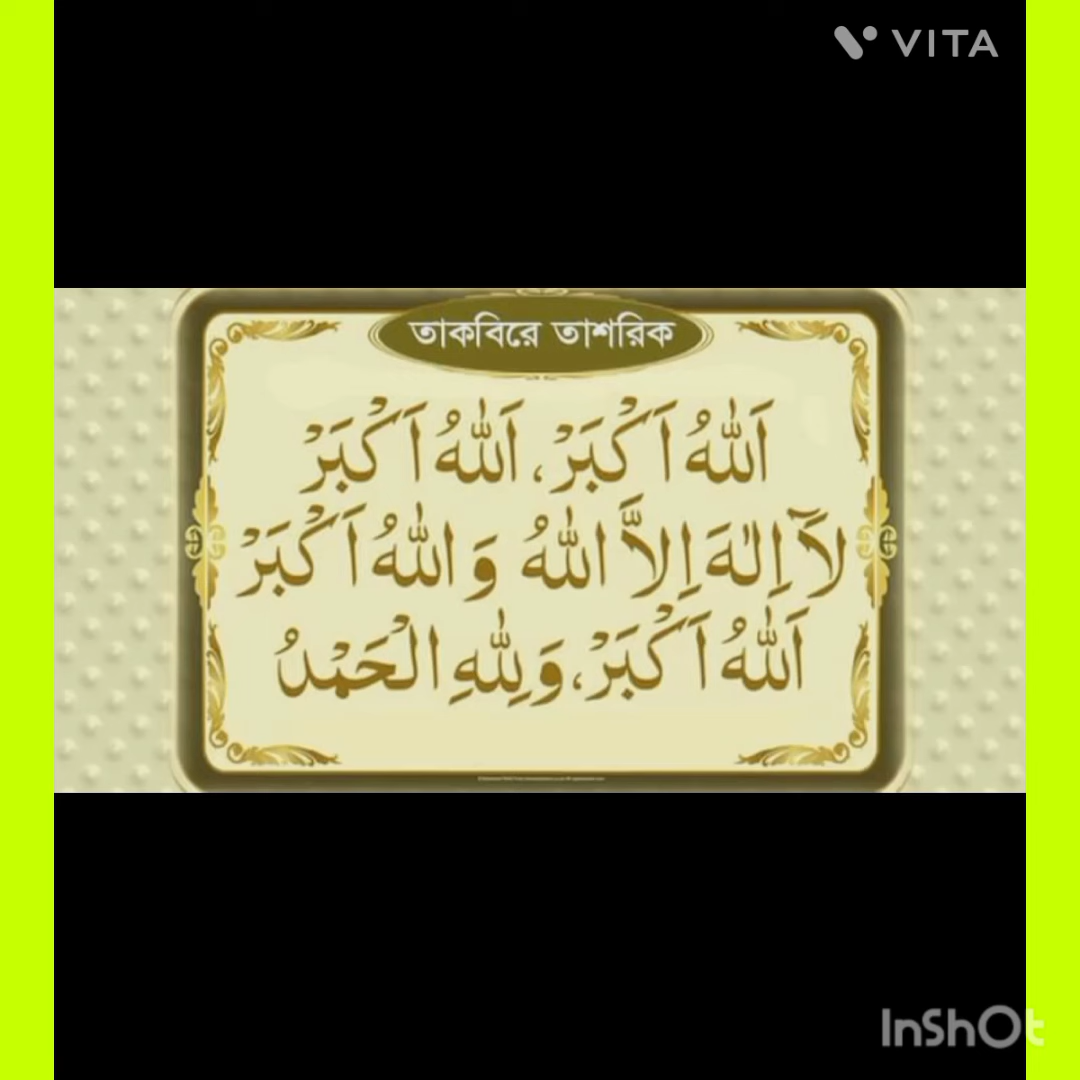 VITA
তাকবিরে তাশরিক
اَللّٰهُ اَكْبَرْ، اَللّٰهُ اَكْبَرْ
لَآ اِلٰهَ اِلَّا اللّٰهُ وَ اللّٰهُ اَكْبَرْ
اَللّٰهُ اَكْبَرْ، وَلِلّٰهِ الْحَمْدُ
InShOt